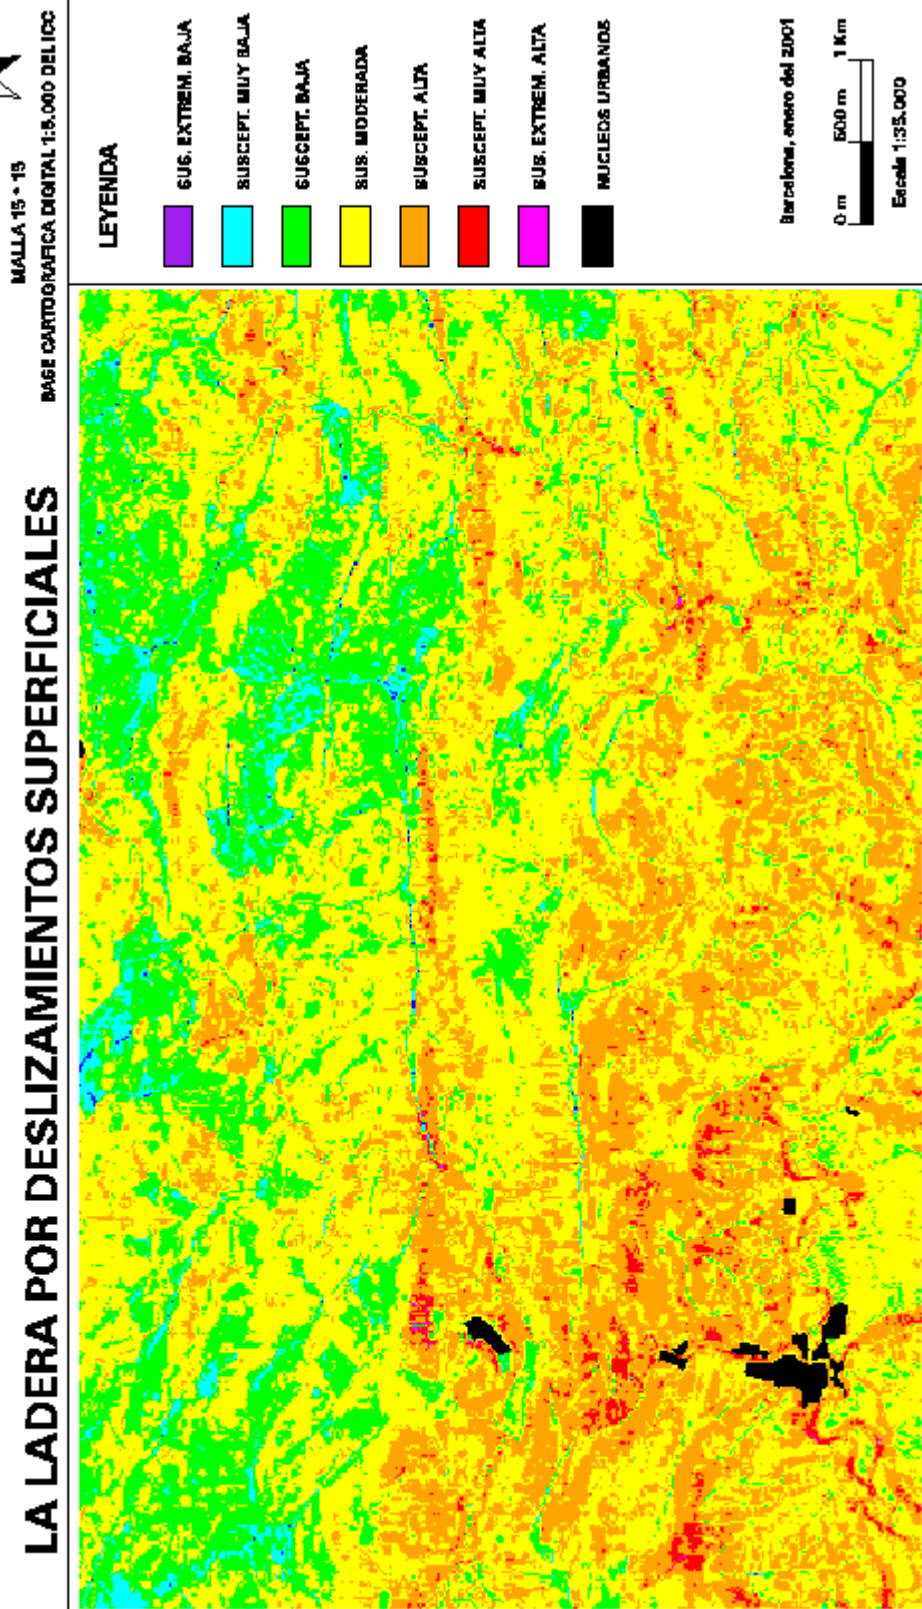 MALLA 15 * 15
BASE CARTOGRAFICA DIGITAL 1:5.000 DEL ICC
LA LADERA POR DESLIZAMIENTOS SUPERFICIALES
LEYENDA
SUS. EXTREM. BAJA
SUSCEPT. MUY BAJA
SUSCEPT. BAJA
SUS. MODERADA
SUSCEPT. ALTA
SUSCEPT. MUY ALTA
SUS. EXTREM. ALTA
NUCLEOS URBANOS
Barcelona, enero del 2001
0 m 500 m 1 Km
Escala 1:35.000